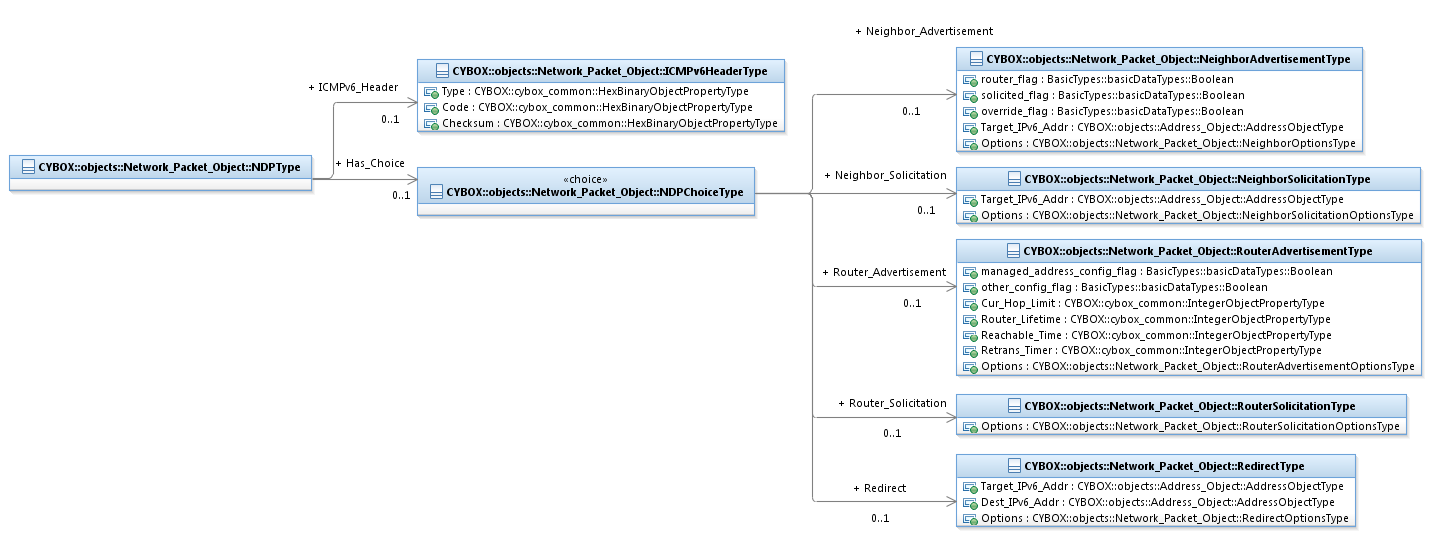 + Neighbor_Advertisement
CYBOX::objects::Network_Packet_Object::NeighborAdvertisementType
router_flag : BasicTypes::basicDataTypes::Boolean
solicited_flag : BasicTypes::basicDataTypes::Boolean
override_flag : BasicTypes::basicDataTypes::Boolean
Target_IPv6_Addr : CYBOX::objects::Address_Object::AddressObjectType
Options : CYBOX::objects::Network_Packet_Object::NeighborOptionsType
0..1
CYBOX::objects::Network_Packet_Object::ICMPv6HeaderType
Type : CYBOX::cybox_common::HexBinaryObjectPropertyType
Code : CYBOX::cybox_common::HexBinaryObjectPropertyType
Checksum : CYBOX::cybox_common::HexBinaryObjectPropertyType
+ ICMPv6_Header
0..1
CYBOX::objects::Network_Packet_Object::NDPType
+ Has_Choice
0..1
«choice»
CYBOX::objects::Network_Packet_Object::NDPChoiceType
+ Neighbor_Solicitation
0..1
CYBOX::objects::Network_Packet_Object::NeighborSolicitationType
Target_IPv6_Addr : CYBOX::objects::Address_Object::AddressObjectType
Options : CYBOX::objects::Network_Packet_Object::NeighborSolicitationOptionsType
+ Router_Advertisement
0..1
CYBOX::objects::Network_Packet_Object::RouterAdvertisementType
managed_address_config_flag : BasicTypes::basicDataTypes::Boolean
other_config_flag : BasicTypes::basicDataTypes::Boolean
Cur_Hop_Limit : CYBOX::cybox_common::IntegerObjectPropertyType
Router_Lifetime : CYBOX::cybox_common::IntegerObjectPropertyType
Reachable_Time : CYBOX::cybox_common::IntegerObjectPropertyType
Retrans_Timer : CYBOX::cybox_common::IntegerObjectPropertyType
Options : CYBOX::objects::Network_Packet_Object::RouterAdvertisementOptionsType
+ Router_Solicitation
0..1
CYBOX::objects::Network_Packet_Object::RouterSolicitationType
Options : CYBOX::objects::Network_Packet_Object::RouterSolicitationOptionsType
+ Redirect
0..1
CYBOX::objects::Network_Packet_Object::RedirectType
Target_IPv6_Addr : CYBOX::objects::Address_Object::AddressObjectType
Dest_IPv6_Addr : CYBOX::objects::Address_Object::AddressObjectType
Options : CYBOX::objects::Network_Packet_Object::RedirectOptionsType